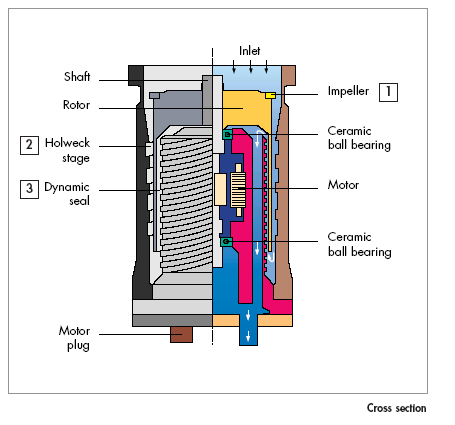 Inlet
Shaft
Impeller 1
Rotor
Ceramic
ball bearing
2 Holweck
stage
3 Dynamic
seal
Motor
Ceramic
ball bearing
Motor
plug
Cross section